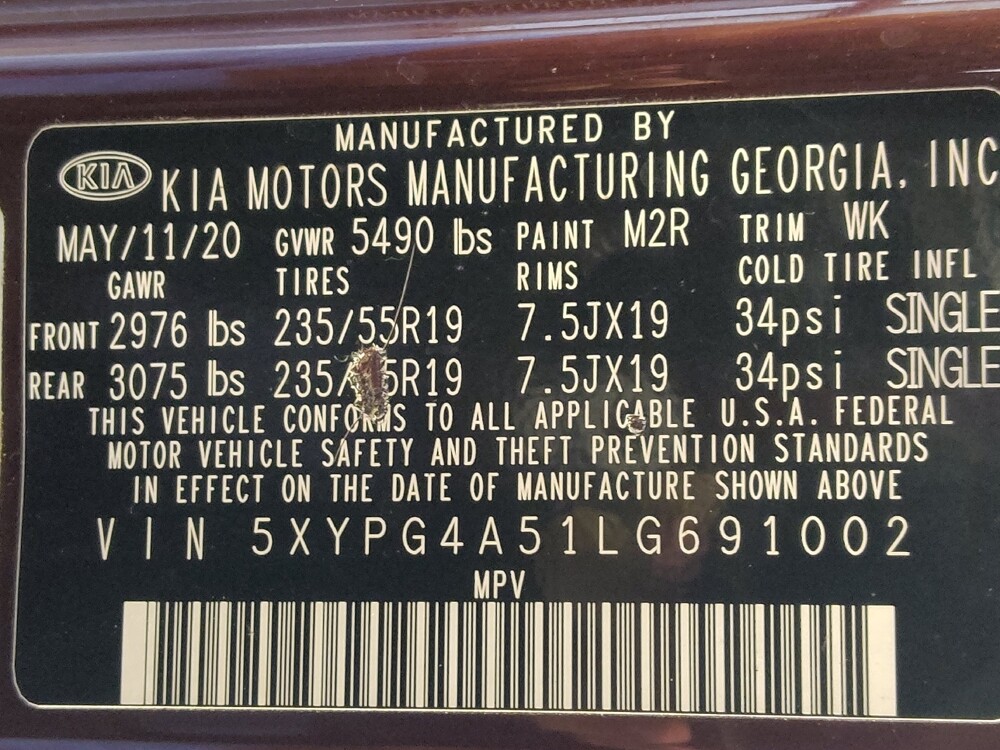 MANUFACTURED BY
KIA KIA MOTORS MANUFACTURING GEORGIA, INC
MAY/11/20 GVWR 5490 lbs PAINT M2R TRIM WK
GAWR TIRES RIMS COLD TIRE INFL
FRONT 2976 lbs 235/55R19 7.5JX19 34psi SINGLE
REAR 3075 lbs 7.5JX19 34psi SINGLE
THIS VEHICLE CONFORMS TO ALL APPLICABLE U.S.A. FEDERAL
MOTOR VEHICLE SAFETY AND THEFT PREVENTION STANDARDS
IN EFFECT ON THE DATE OF MANUFACTURE SHOWN ABOVE
VIN 5XYPG4A51LG691002
MPV